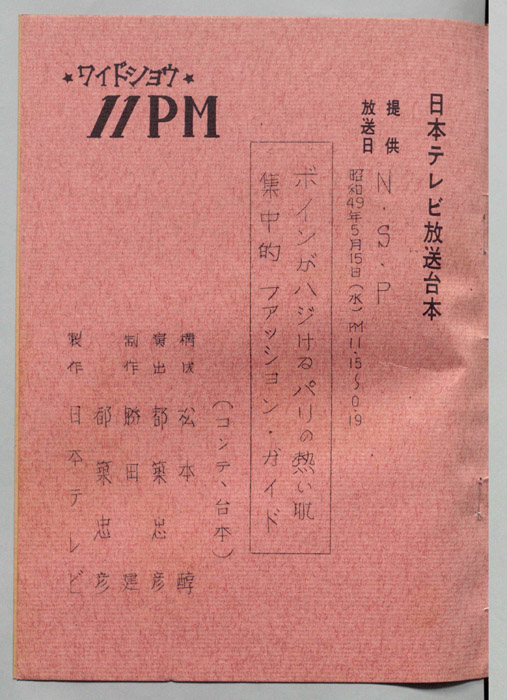 日本テレビ放送台本
提供 N.S.P
放送日 昭和49年5月15日(水)PM11.15〜0.19
★ワイドショウ★
11PM
ボインがハジけるパリの熱い眠
集中的 ファッション・ガイド
(コンテ、台本)
構成 松本 醇
演出 都築忠彦
制作 勝田 建
都築忠彦
製作 日本テレビ